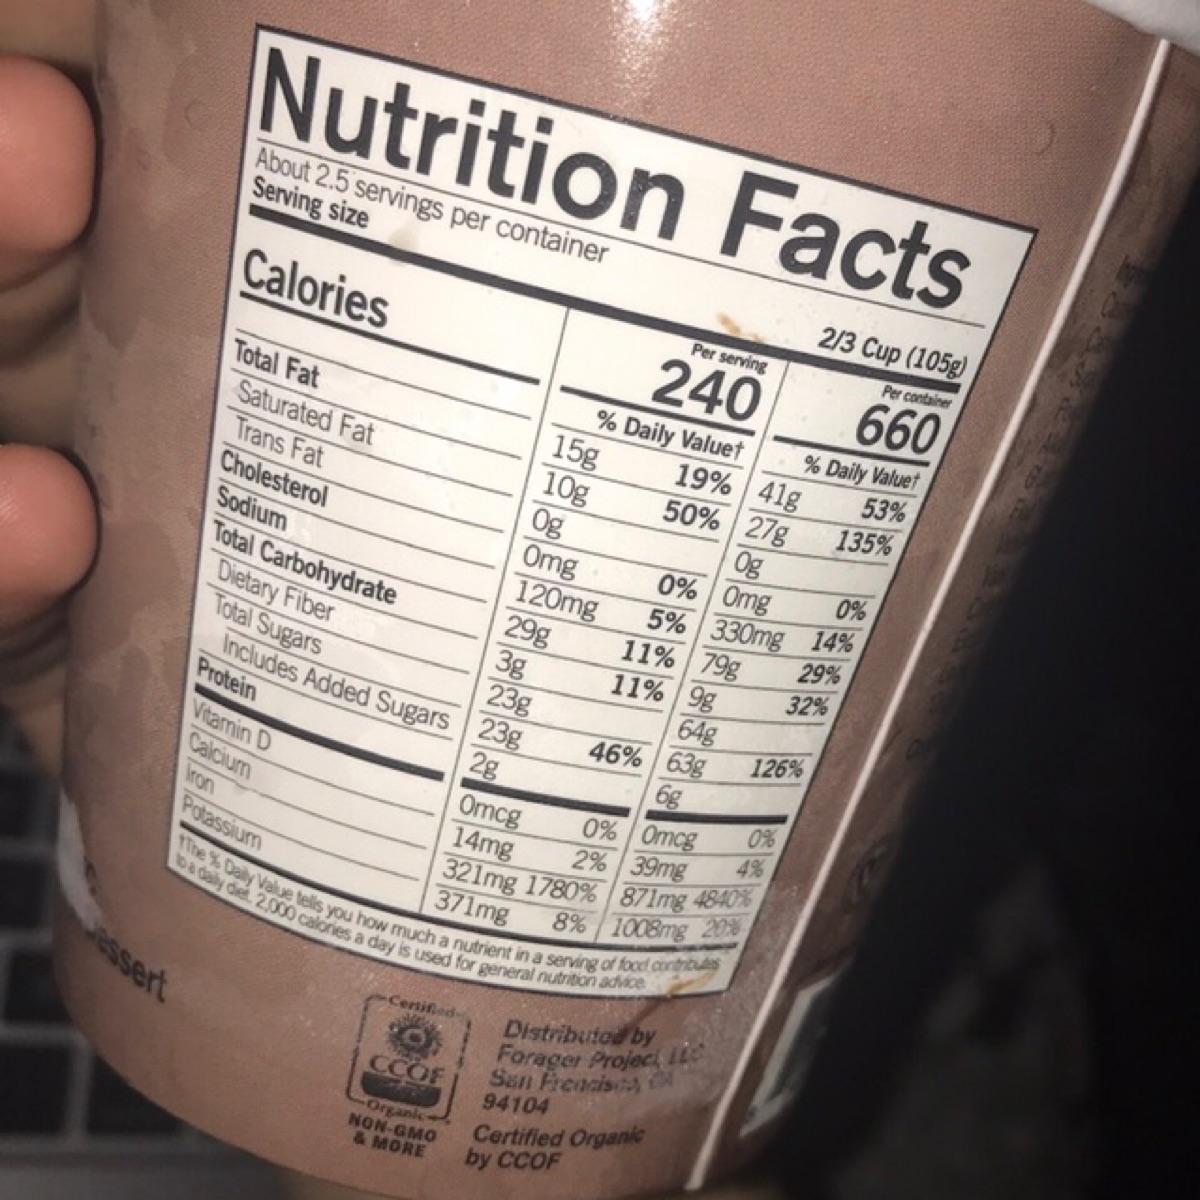 Nutrition Facts
About 2.5 servings per container
Serving size 2/3 Cup (105g)
Calories Per serving 240 Per container 660
% Daily Value† % Daily Value†
Total Fat 15g 19% 41g 53%
Saturated Fat 10g 50% 27g 135%
Trans Fat 0g 0g
Cholesterol 0mg 0% 0mg 0%
Sodium 120mg 5% 330mg 14%
Total Carbohydrate 29g 11% 79g 29%
Dietary Fiber 3g 11% 9g 32%
Total Sugars 23g 64g
Includes Added Sugars 23g 46% 63g 126%
Protein 2g 6g
Vitamin D 0mcg 0% 0mcg 0%
Calcium 14mg 2% 39mg 4%
Iron 321mg 1780% 871mg 4840%
Potassium 371mg 8% 1008mg 20%
†The % Daily Value tells you how much a nutrient in a serving of food contributes
to a daily diet. 2,000 calories a day is used for general nutrition advice.
Certified
CCOF
Organic
NON-GMO
& MORE
Distributed by
Forager Project, LLC
San Francisco, CA
94104
Certified Organic
by CCOF